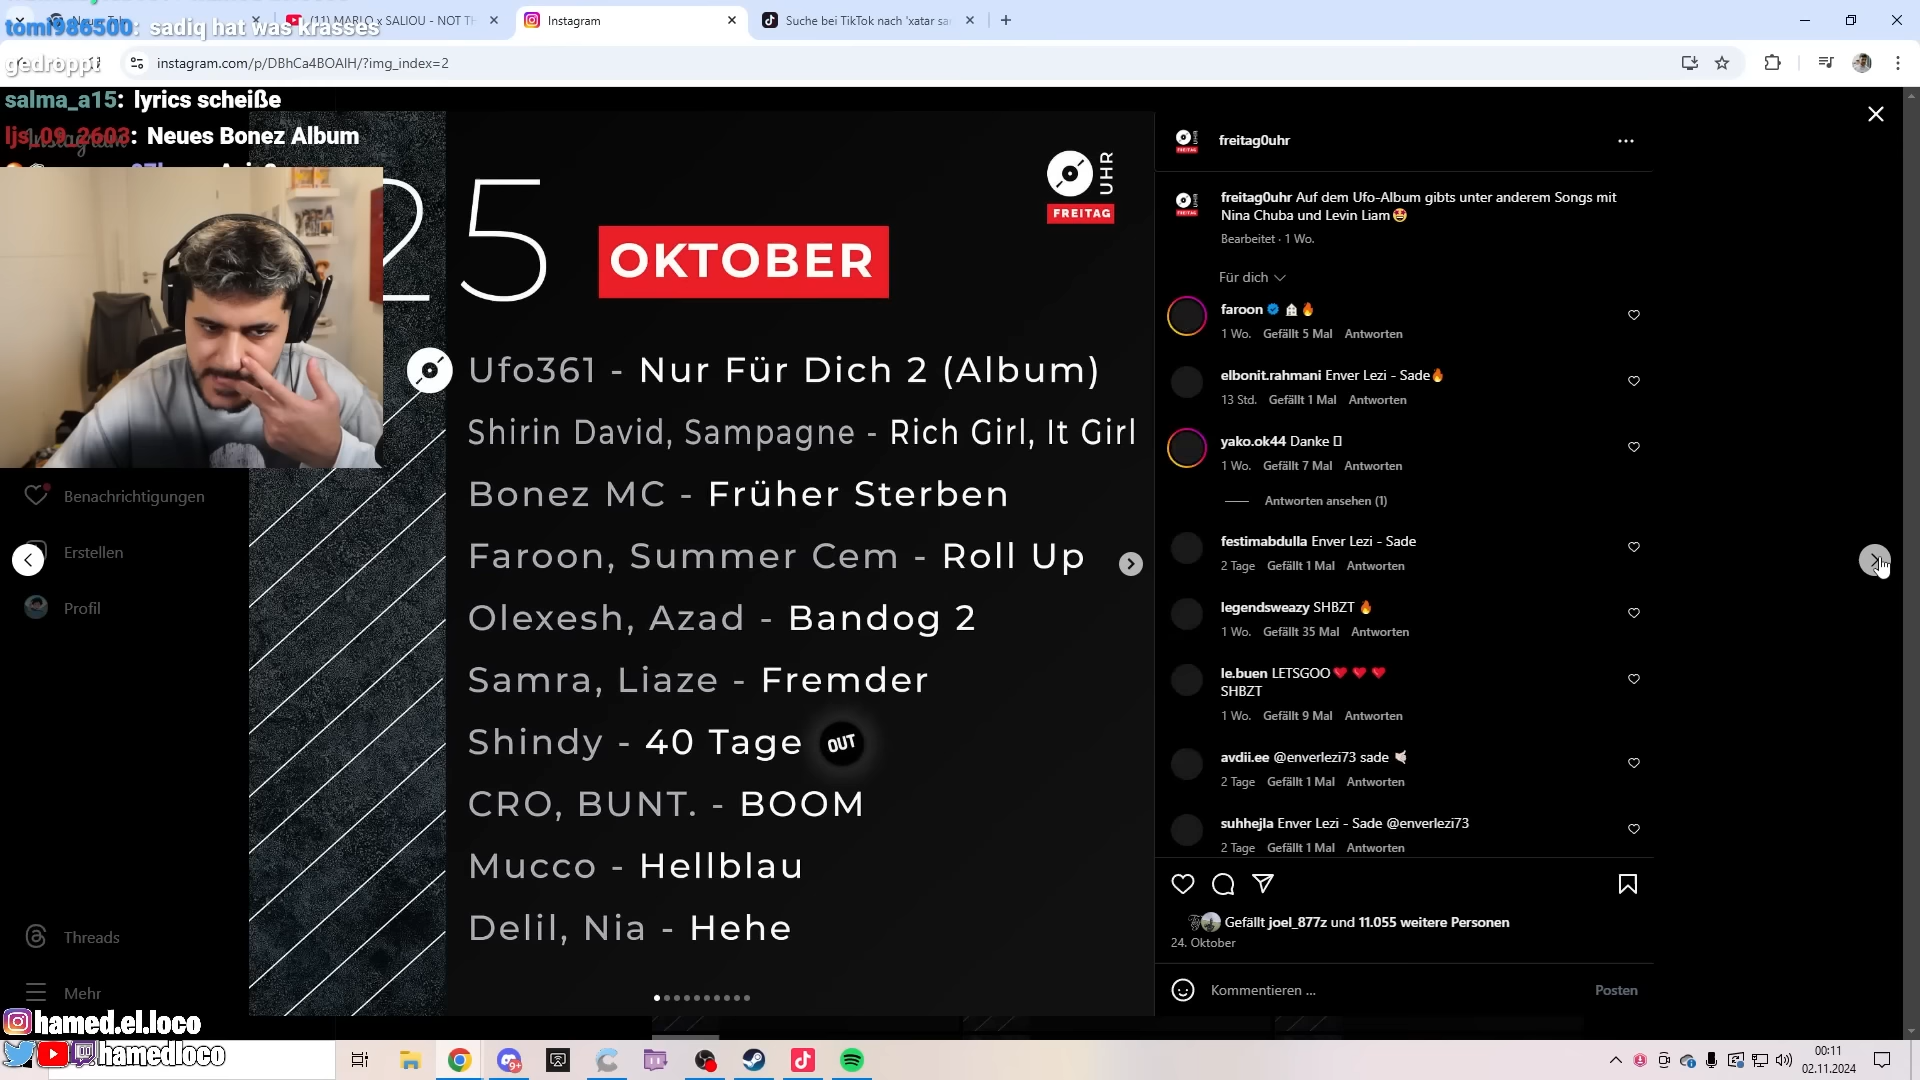 (11) MARLO x SALIOU - NOT TH
Instagram
Suche bei TikTok nach 'xatar sa
tomi986500: sadiq hat was krasses
gedroppt
instagram.com/p/DBhCa4BOAlH/?img_index=2
salma_a15: lyrics scheiße
ljs_09_2603: Neues Bonez Album
25
OKTOBER
UHR
FREITAG
Ufo361 - Nur Für Dich 2 (Album)
Shirin David, Sampagne - Rich Girl, It Girl
Bonez MC - Früher Sterben
Faroon, Summer Cem - Roll Up
Olexesh, Azad - Bandog 2
Samra, Liaze - Fremder
Shindy - 40 Tage OUT
CRO, BUNT. - BOOM
Mucco - Hellblau
Delil, Nia - Hehe
Benachrichtigungen
Erstellen
Profil
Threads
Mehr
freitag0uhr
freitag0uhr Auf dem Ufo-Album gibts unter anderem Songs mit
Nina Chuba und Levin Liam🤩
Bearbeitet · 1 Wo.
Für dich
faroon 🏠🔥
1 Wo. Gefällt 5 Mal Antworten
elbonit.rahmani Enver Lezi - Sade🔥
13 Std. Gefällt 1 Mal Antworten
yako.ok44 Danke
1 Wo. Gefällt 7 Mal Antworten
Antworten ansehen (1)
festimabdulla Enver Lezi - Sade
2 Tage Gefällt 1 Mal Antworten
legendsweazy SHBZT 🔥
1 Wo. Gefällt 35 Mal Antworten
le.buen LETSGOO❤️❤️❤️
SHBZT
1 Wo. Gefällt 9 Mal Antworten
avdii.ee @enverlezi73 sade 🤙🏻
2 Tage Gefällt 1 Mal Antworten
suhhejla Enver Lezi - Sade @enverlezi73
2 Tage Gefällt 1 Mal Antworten
Gefällt joel_877z und 11.055 weitere Personen
24. Oktober
Kommentieren ...
Posten
hamed.el.loco
hamedloco
9+
00:11
02.11.2024